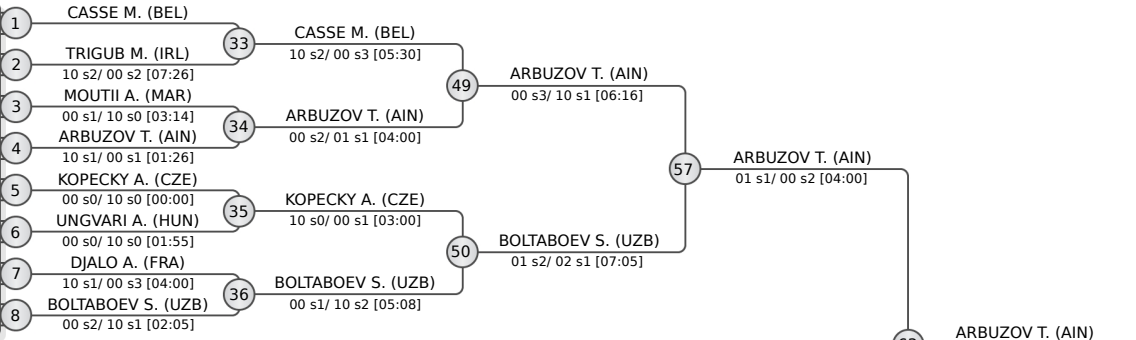 1
CASSE M. (BEL)
33
CASSE M. (BEL)
10 s2/ 00 s3 [05:30]
2
TRIGUB M. (IRL)
10 s2/ 00 s2 [07:26]
49
ARBUZOV T. (AIN)
00 s3/ 10 s1 [06:16]
3
MOUTII A. (MAR)
00 s1/ 10 s0 [03:14]
34
ARBUZOV T. (AIN)
00 s2/ 01 s1 [04:00]
4
ARBUZOV T. (AIN)
10 s1/ 00 s1 [01:26]
57
ARBUZOV T. (AIN)
01 s1/ 00 s2 [04:00]
5
KOPECKY A. (CZE)
00 s0/ 10 s0 [00:00]
35
KOPECKY A. (CZE)
10 s0/ 00 s1 [03:00]
6
UNGVARI A. (HUN)
00 s0/ 10 s0 [01:55]
50
BOLTABOEV S. (UZB)
01 s2/ 02 s1 [07:05]
7
DJALO A. (FRA)
10 s1/ 00 s3 [04:00]
36
BOLTABOEV S. (UZB)
00 s1/ 10 s2 [05:08]
8
BOLTABOEV S. (UZB)
00 s2/ 10 s1 [02:05]
ARBUZOV T. (AIN)